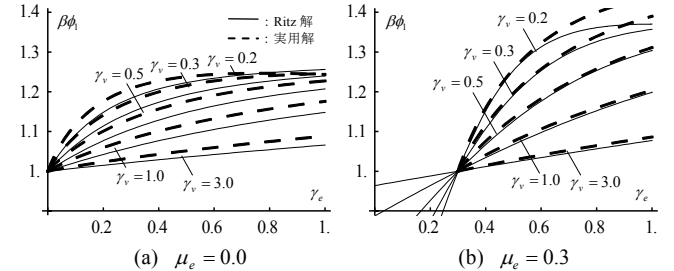 βφ₁
1.4
1.3
1.2
1.1
1.
0.2
0.4
0.6
0.8
1.
γₑ
: Ritz 解
: 実用解
γᵥ = 0.5
γᵥ = 0.3
γᵥ = 0.2
γᵥ = 1.0
γᵥ = 3.0
(a) μₑ = 0.0
βφ₁
1.4
1.3
1.2
1.1
1.
0.2
0.4
0.6
0.8
1.
γₑ
γᵥ = 0.2
γᵥ = 0.3
γᵥ = 0.5
γᵥ = 1.0
γᵥ = 3.0
(b) μₑ = 0.3